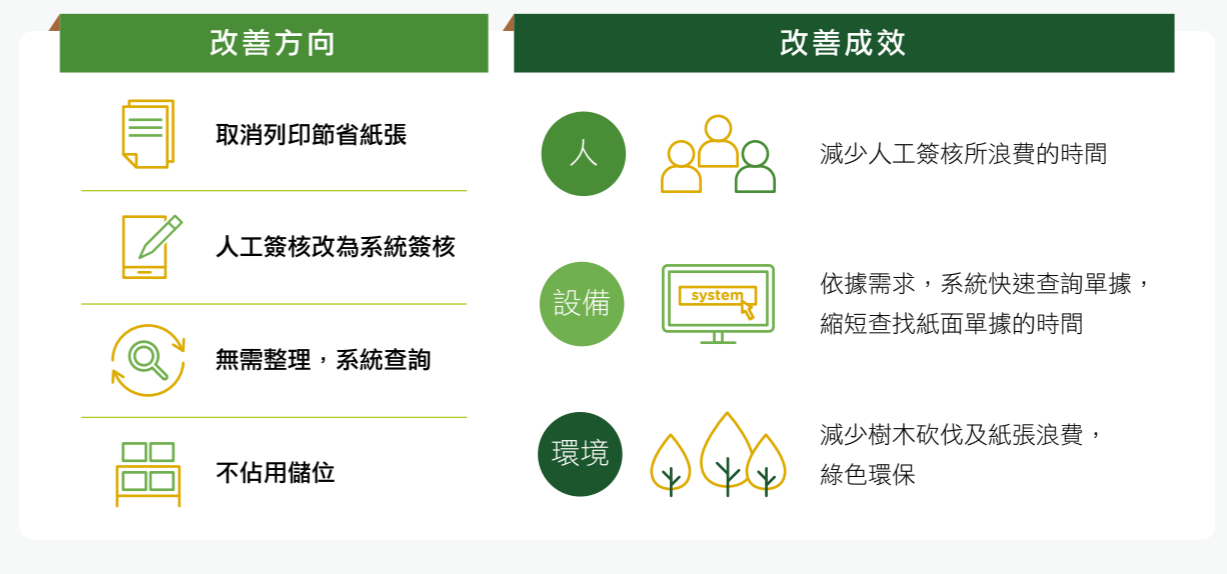 改善方向
取消列印節省紙張
人工簽核改為系統簽核
無需整理，系統查詢
不佔用儲位
改善成效
人
減少人工簽核所浪費的時間
設備
system
依據需求，系統快速查詢單據，
縮短查找紙面單據的時間
環境
減少樹木砍伐及紙張浪費，
綠色環保